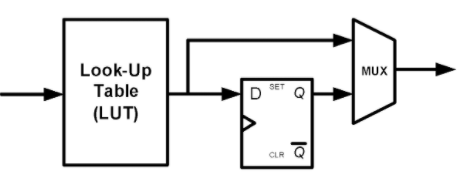 Look-Up
Table
(LUT)
D SET Q
CLR Q̅
MUX